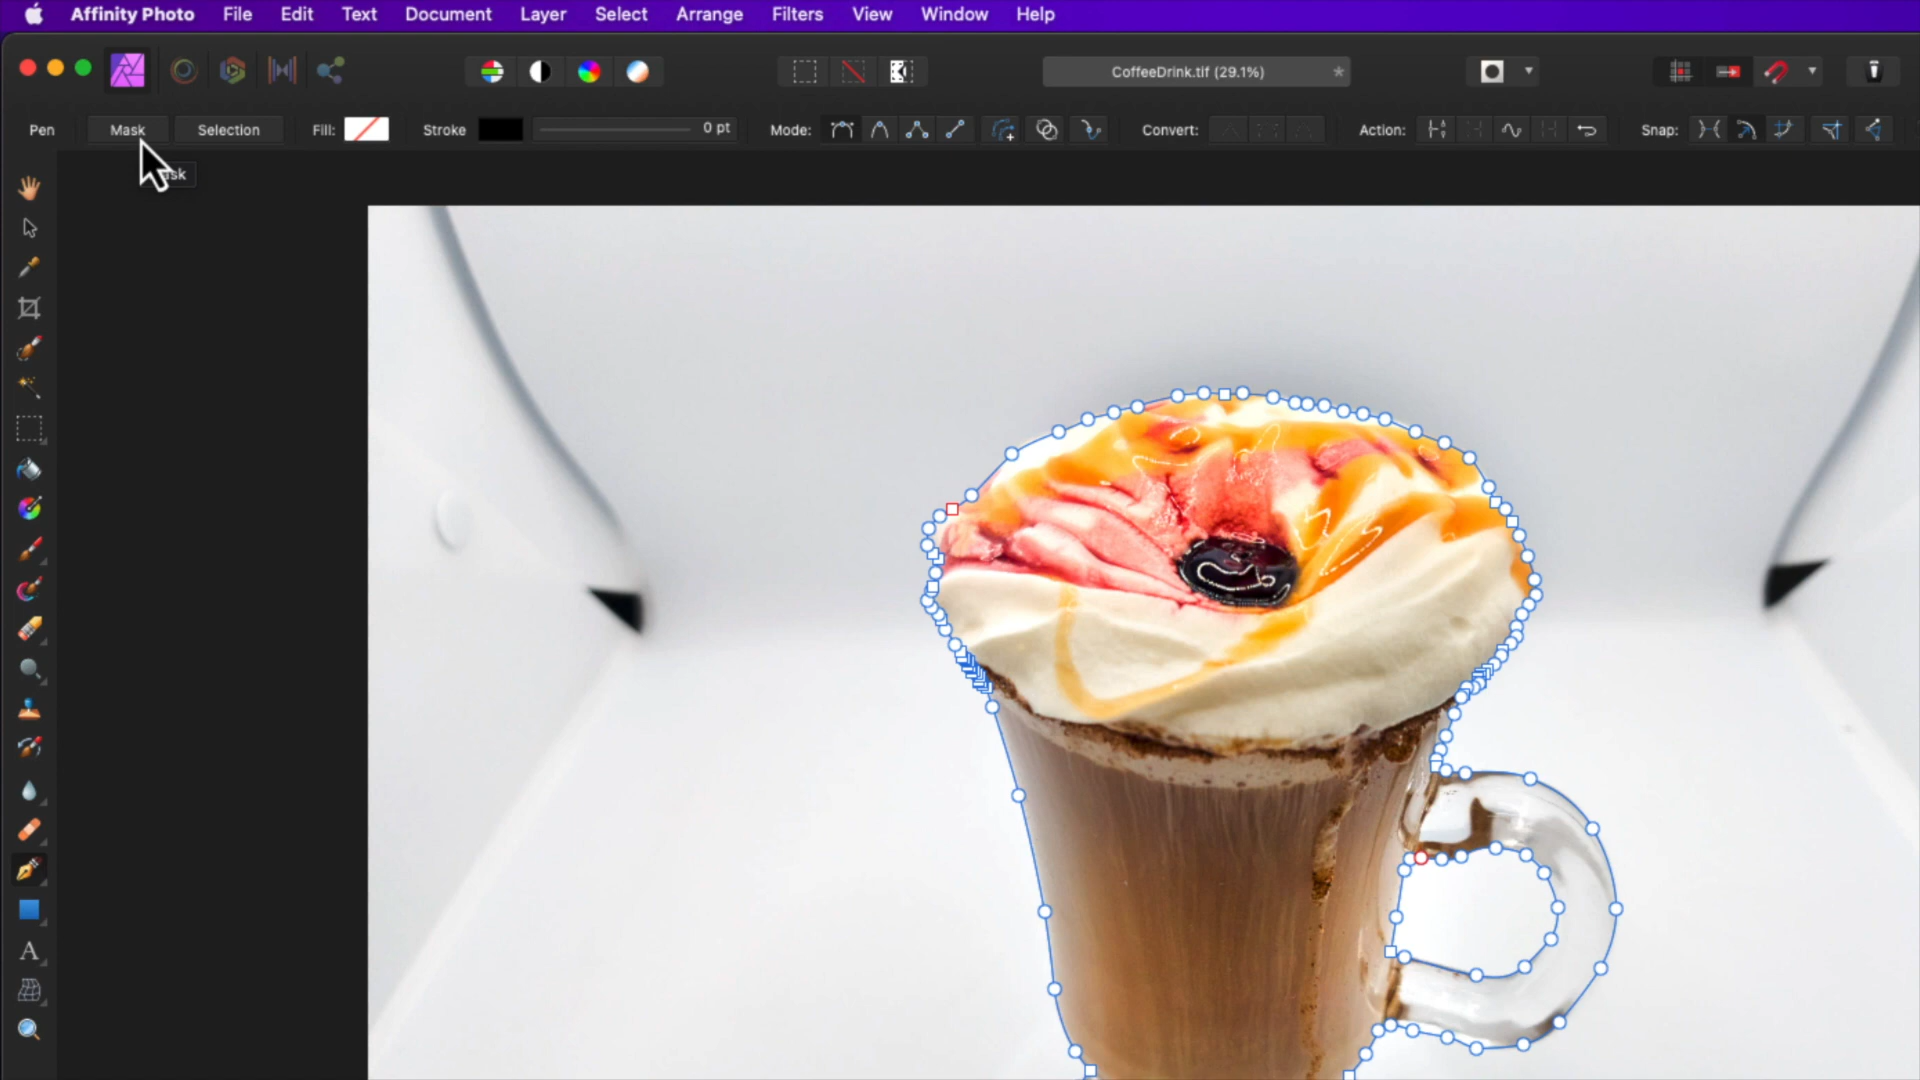 Affinity Photo File Edit Text Document Layer Select Arrange Filters View Window Help
CoffeeDrink.tif (29.1%) *
Pen Mask Selection Fill: Stroke 0 pt Mode: Convert: Action: Snap:
A